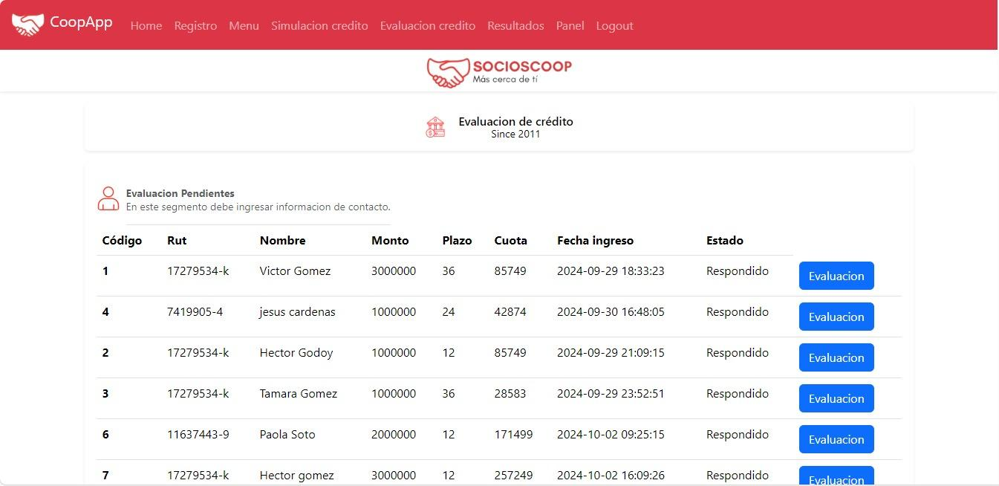 CoopApp Home Registro Menu Simulacion credito Evaluacion credito Resultados Panel Logout
SOCIOSCOOP
Más cerca de tí
Evaluacion de crédito
Since 2011
Evaluacion Pendientes
En este segmento debe ingresar informacion de contacto.
Código Rut Nombre Monto Plazo Cuota Fecha ingreso Estado
1 17279534-k Victor Gomez 3000000 36 85749 2024-09-29 18:33:23 Respondido Evaluacion
4 7419905-4 jesus cardenas 1000000 24 42874 2024-09-30 16:48:05 Respondido Evaluacion
2 17279534-k Hector Godoy 1000000 12 85749 2024-09-29 21:09:15 Respondido Evaluacion
3 17279534-k Tamara Gomez 1000000 36 28583 2024-09-29 23:52:51 Respondido Evaluacion
6 11637443-9 Paola Soto 2000000 12 171499 2024-10-02 09:25:15 Respondido Evaluacion
7 17279534-k Hector gomez 3000000 12 257249 2024-10-02 16:09:26 Respondido Evaluacion